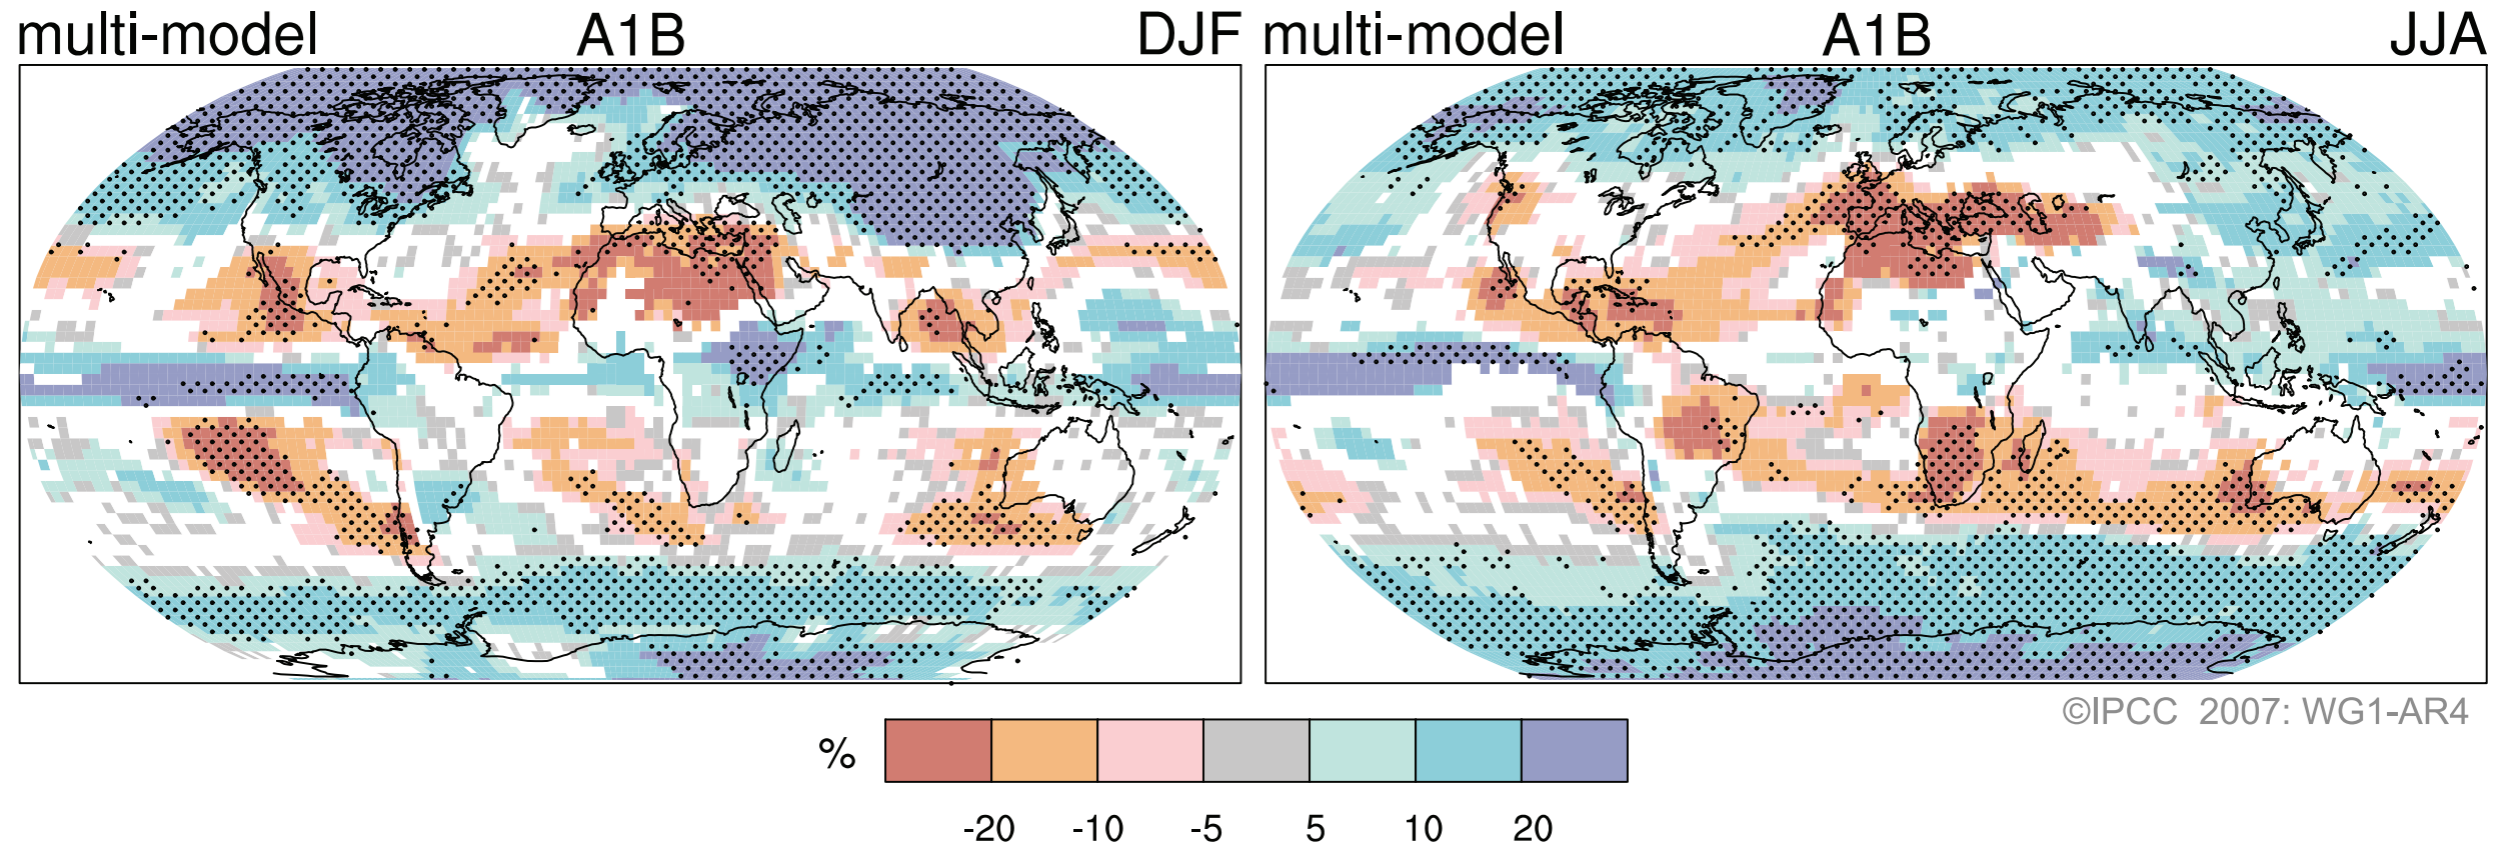 multi-model A1B DJF
multi-model A1B JJA
©IPCC 2007: WG1-AR4
%
-20 -10 -5 5 10 20